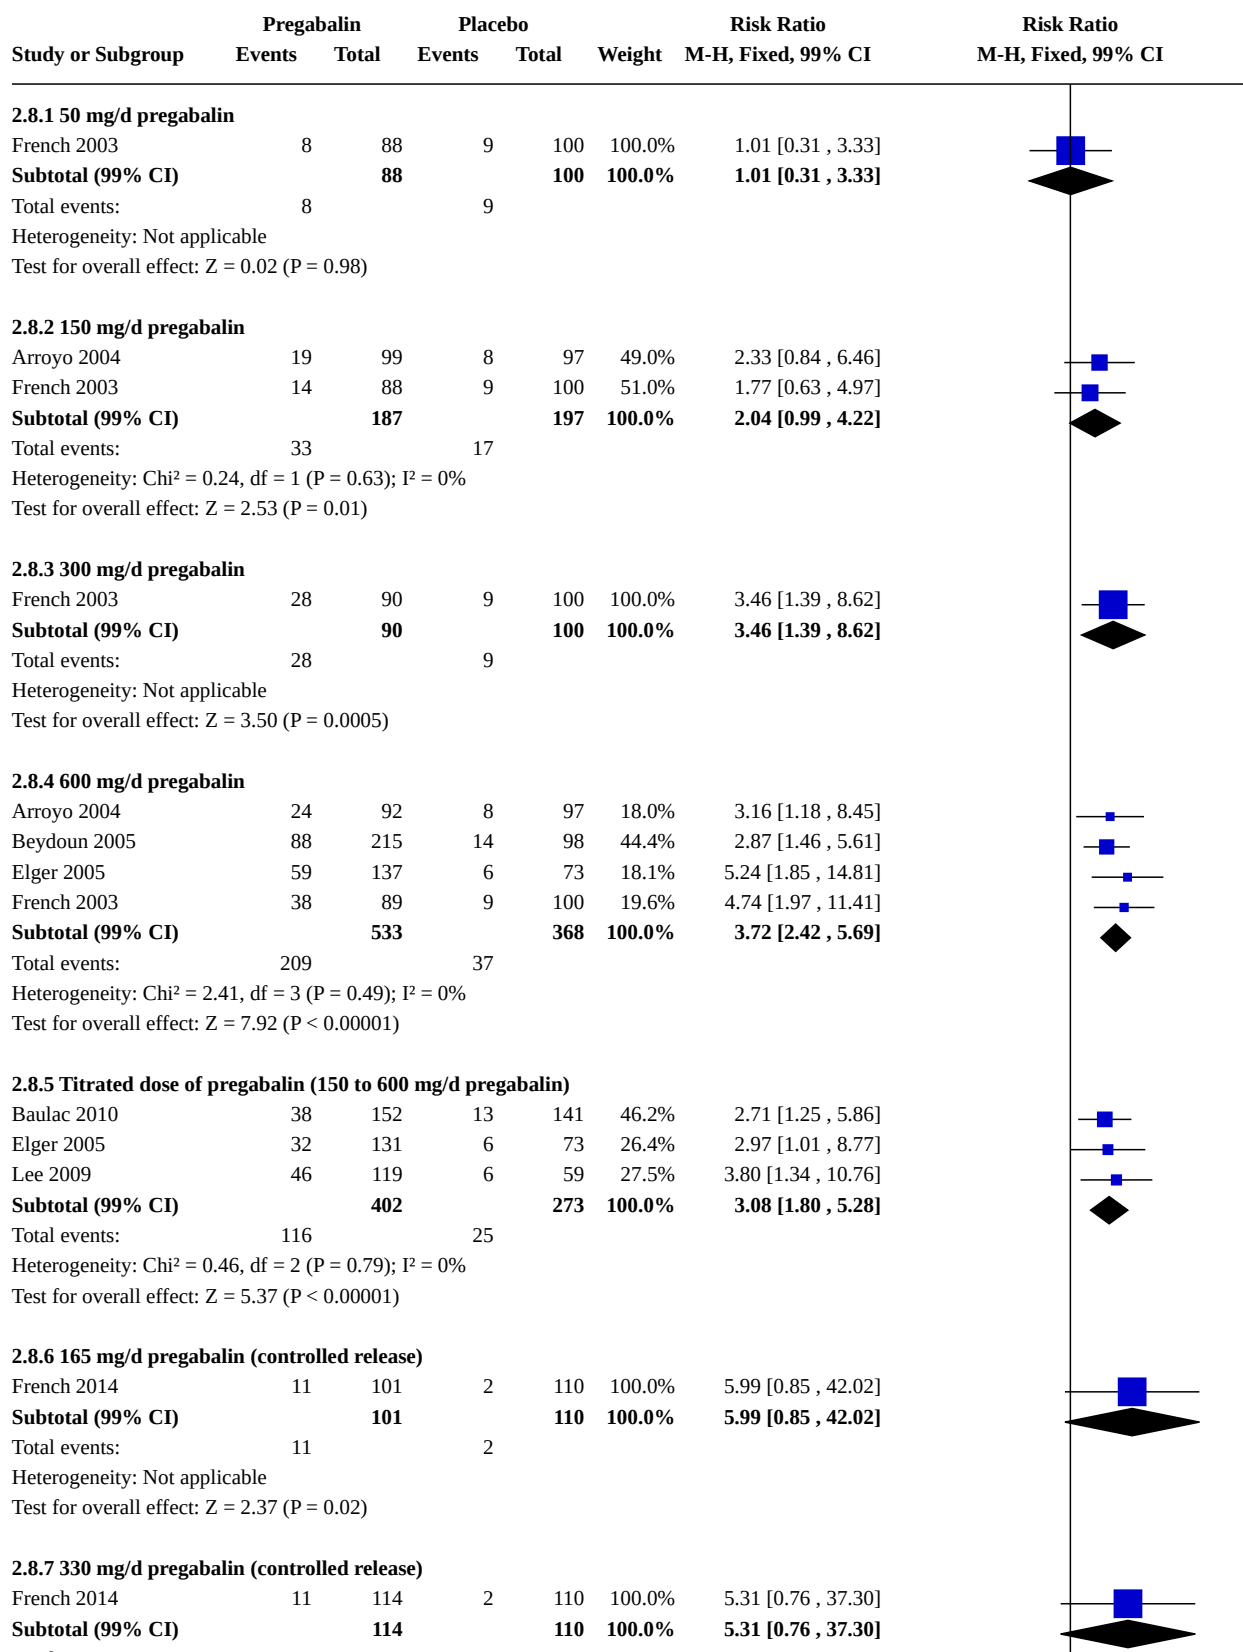 Pregabalin Placebo Risk Ratio Risk Ratio
Study or Subgroup Events Total Events Total Weight M-H, Fixed, 99% CI M-H, Fixed, 99% CI
2.8.1 50 mg/d pregabalin
French 2003 8 88 9 100 100.0% 1.01 [0.31 , 3.33]
Subtotal (99% CI) 88 100 100.0% 1.01 [0.31 , 3.33]
Total events: 8 9
Heterogeneity: Not applicable
Test for overall effect: Z = 0.02 (P = 0.98)
2.8.2 150 mg/d pregabalin
Arroyo 2004 19 99 8 97 49.0% 2.33 [0.84 , 6.46]
French 2003 14 88 9 100 51.0% 1.77 [0.63 , 4.97]
Subtotal (99% CI) 187 197 100.0% 2.04 [0.99 , 4.22]
Total events: 33 17
Heterogeneity: Chi² = 0.24, df = 1 (P = 0.63); I² = 0%
Test for overall effect: Z = 2.53 (P = 0.01)
2.8.3 300 mg/d pregabalin
French 2003 28 90 9 100 100.0% 3.46 [1.39 , 8.62]
Subtotal (99% CI) 90 100 100.0% 3.46 [1.39 , 8.62]
Total events: 28 9
Heterogeneity: Not applicable
Test for overall effect: Z = 3.50 (P = 0.0005)
2.8.4 600 mg/d pregabalin
Arroyo 2004 24 92 8 97 18.0% 3.16 [1.18 , 8.45]
Beydoun 2005 88 215 14 98 44.4% 2.87 [1.46 , 5.61]
Elger 2005 59 137 6 73 18.1% 5.24 [1.85 , 14.81]
French 2003 38 89 9 100 19.6% 4.74 [1.97 , 11.41]
Subtotal (99% CI) 533 368 100.0% 3.72 [2.42 , 5.69]
Total events: 209 37
Heterogeneity: Chi² = 2.41, df = 3 (P = 0.49); I² = 0%
Test for overall effect: Z = 7.92 (P < 0.00001)
2.8.5 Titrated dose of pregabalin (150 to 600 mg/d pregabalin)
Baulac 2010 38 152 13 141 46.2% 2.71 [1.25 , 5.86]
Elger 2005 32 131 6 73 26.4% 2.97 [1.01 , 8.77]
Lee 2009 46 119 6 59 27.5% 3.80 [1.34 , 10.76]
Subtotal (99% CI) 402 273 100.0% 3.08 [1.80 , 5.28]
Total events: 116 25
Heterogeneity: Chi² = 0.46, df = 2 (P = 0.79); I² = 0%
Test for overall effect: Z = 5.37 (P < 0.00001)
2.8.6 165 mg/d pregabalin (controlled release)
French 2014 11 101 2 110 100.0% 5.99 [0.85 , 42.02]
Subtotal (99% CI) 101 110 100.0% 5.99 [0.85 , 42.02]
Total events: 11 2
Heterogeneity: Not applicable
Test for overall effect: Z = 2.37 (P = 0.02)
2.8.7 330 mg/d pregabalin (controlled release)
French 2014 11 114 2 110 100.0% 5.31 [0.76 , 37.30]
Subtotal (99% CI) 114 110 100.0% 5.31 [0.76 , 37.30]